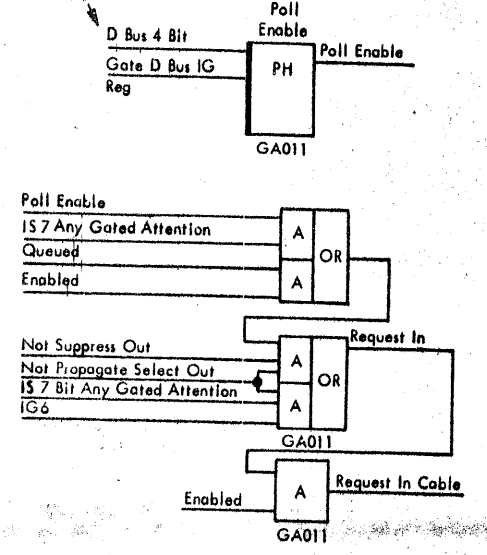 Poll
Enable
D Bus 4 Bit
Gate D Bus IG
Reg
PH
Poll Enable
GA011
Poll Enable
IS 7 Any Gated Attention
Queued
Enabled
A
A
OR
Not Suppress Out
Not Propagate Select Out
IS 7 Bit Any Gated Attention
IG6
A
A
OR
Request In
GA011
Enabled
A
Request In Cable
GA011